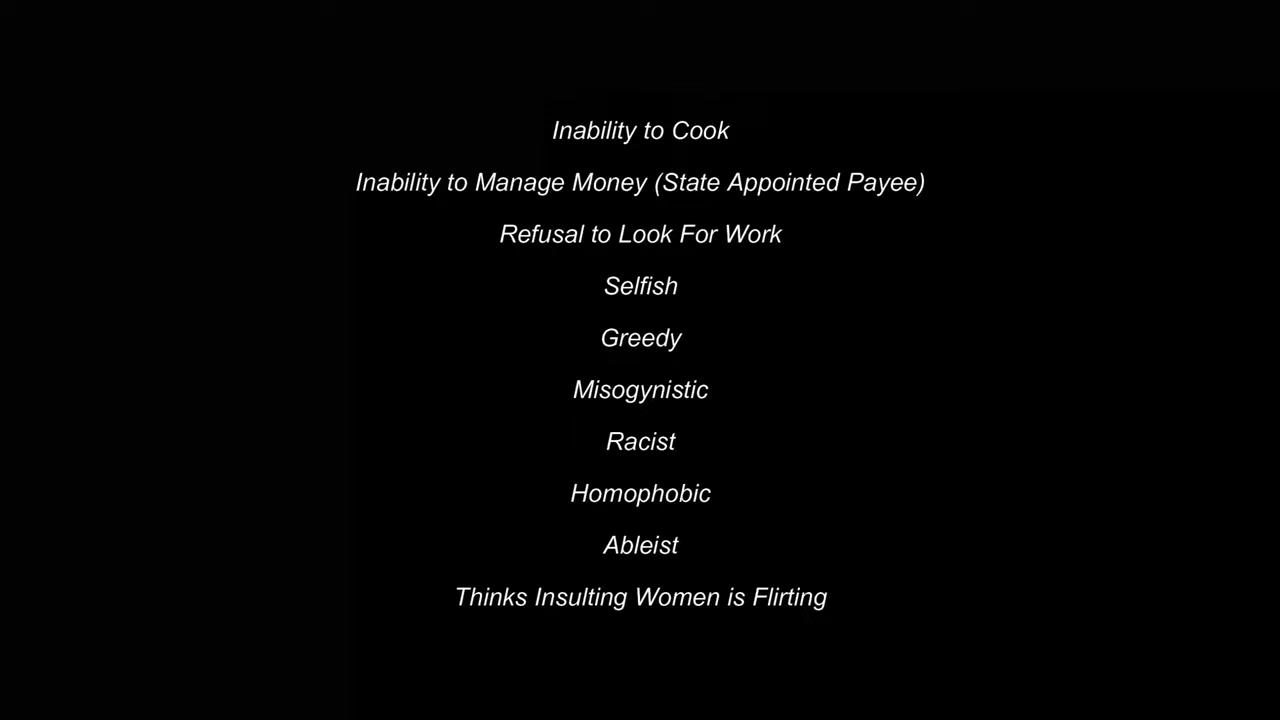 Inability to Cook
Inability to Manage Money (State Appointed Payee)
Refusal to Look For Work
Selfish
Greedy
Misogynistic
Racist
Homophobic
Ableist
Thinks Insulting Women is Flirting